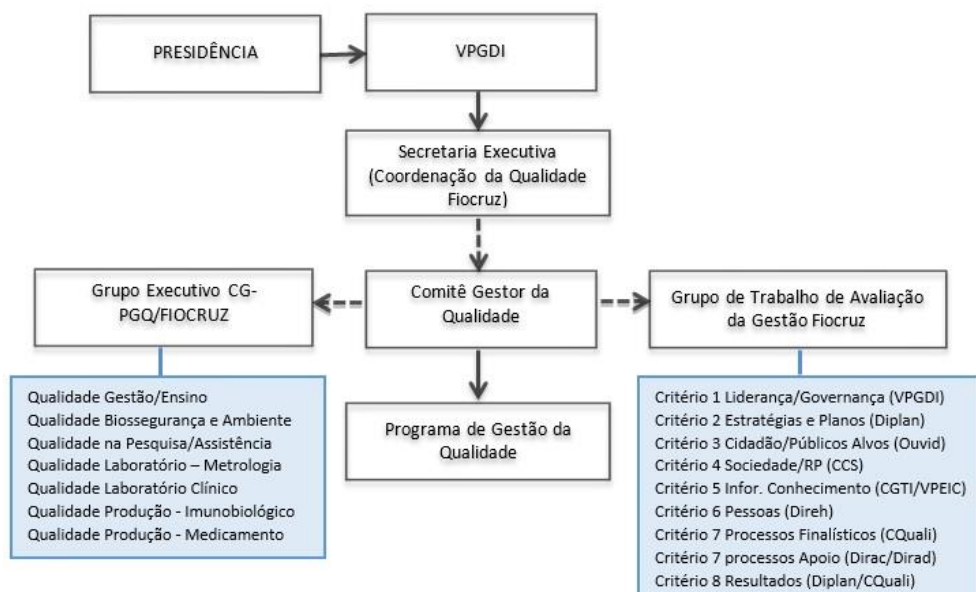 PRESIDÊNCIA
VPGDI
Secretaria Executiva
(Coordenação da Qualidade
Fiocruz)
Grupo Executivo CG-
PGQ/FIOCRUZ
Comitê Gestor da
Qualidade
Grupo de Trabalho de Avaliação
da Gestão Fiocruz
Qualidade Gestão/Ensino
Qualidade Biossegurança e Ambiente
Qualidade na Pesquisa/Assistência
Qualidade Laboratório – Metrologia
Qualidade Laboratório Clínico
Qualidade Produção - Imunobiológico
Qualidade Produção - Medicamento
Programa de Gestão da
Qualidade
Critério 1 Liderança/Governança (VPGDI)
Critério 2 Estratégias e Planos (Diplan)
Critério 3 Cidadão/Públicos Alvos (Ouvid)
Critério 4 Sociedade/RP (CCS)
Critério 5 Infor. Conhecimento (CGTI/VPEIC)
Critério 6 Pessoas (Direh)
Critério 7 Processos Finalísticos (CQuali)
Critério 7 processos Apoio (Dirac/Dirad)
Critério 8 Resultados (Diplan/CQuali)